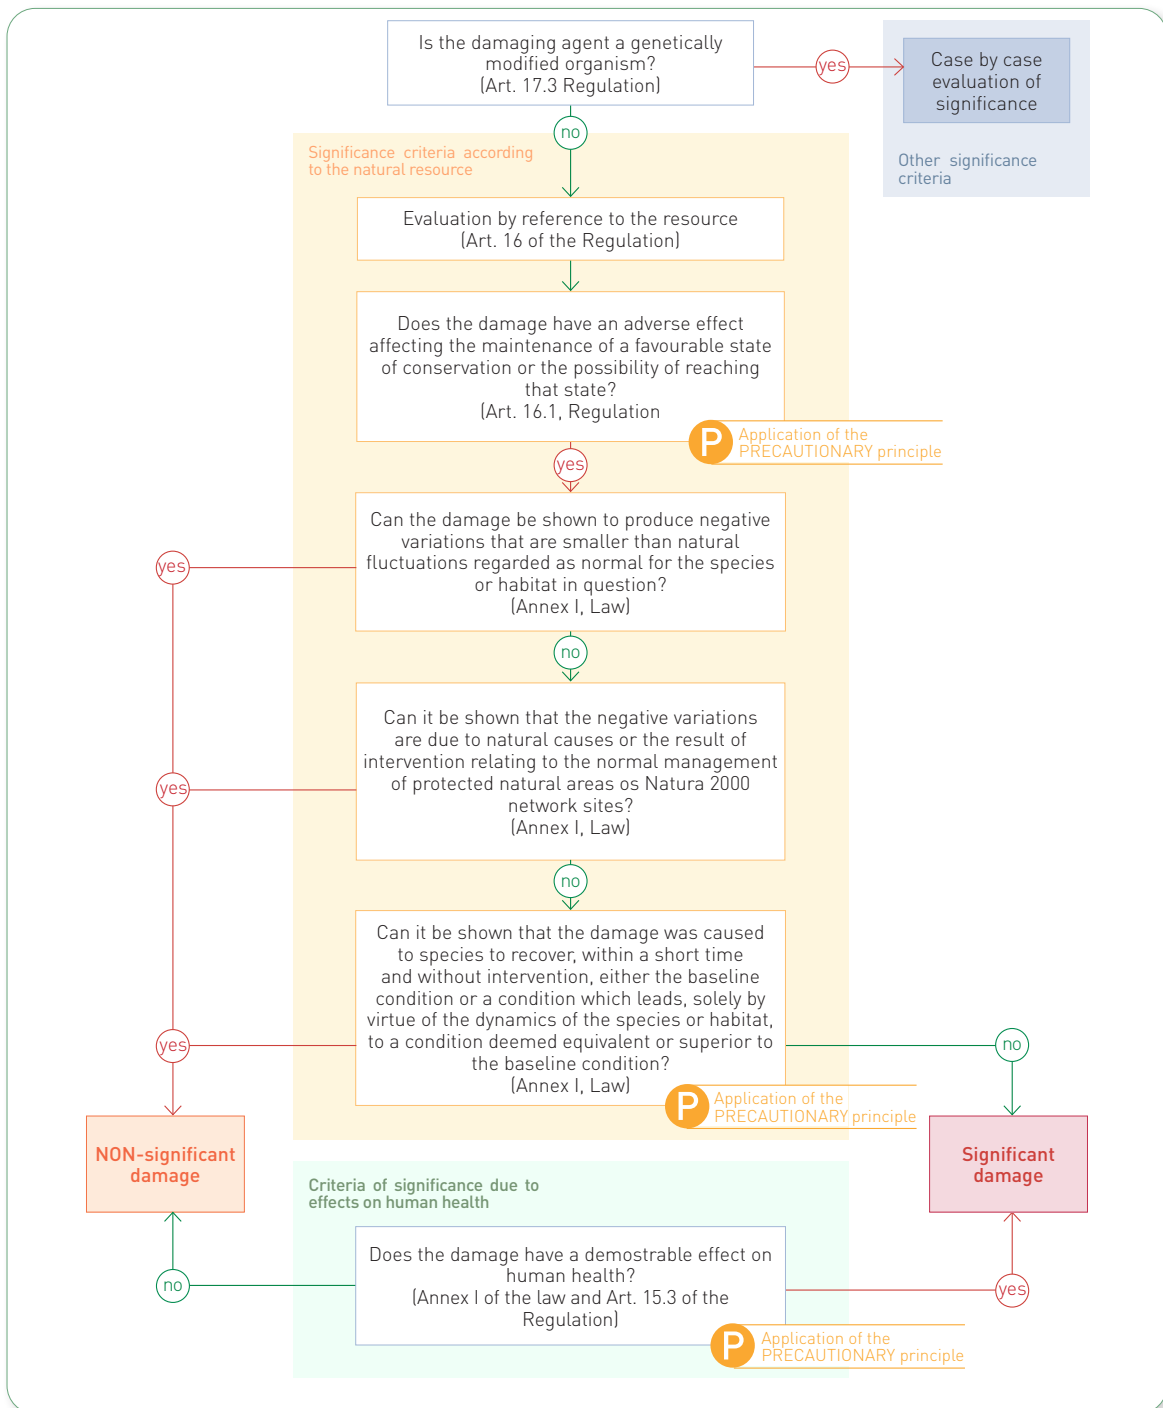 Is the damaging agent a genetically
modified organism?
(Art. 17.3 Regulation)
yes
Case by case
evaluation of
significance
Other significance
criteria
no
Significance criteria according
to the natural resource
Evaluation by reference to the resource
(Art. 16 of the Regulation)
Does the damage have an adverse effect
affecting the maintenance of a favourable state
of conservation or the possibility of reaching
that state?
(Art. 16.1, Regulation
P
Application of the
PRECAUTIONARY principle
yes
Can the damage be shown to produce negative
variations that are smaller than natural
fluctuations regarded as normal for the species
or habitat in question?
(Annex I, Law)
yes
no
Can it be shown that the negative variations
are due to natural causes or the result of
intervention relating to the normal management
of protected natural areas os Natura 2000
network sites?
(Annex I, Law)
yes
no
Can it be shown that the damage was caused
to species to recover, within a short time
and without intervention, either the baseline
condition or a condition which leads, solely by
virtue of the dynamics of the species or habitat,
to a condition deemed equivalent or superior to
the baseline condition?
(Annex I, Law)
yes
no
P
Application of the
PRECAUTIONARY principle
NON-significant
damage
Significant
damage
Criteria of significance due to
effects on human health
Does the damage have a demostrable effect on
human health?
(Annex I of the law and Art. 15.3 of the
Regulation)
no
yes
P
Application of the
PRECAUTIONARY principle